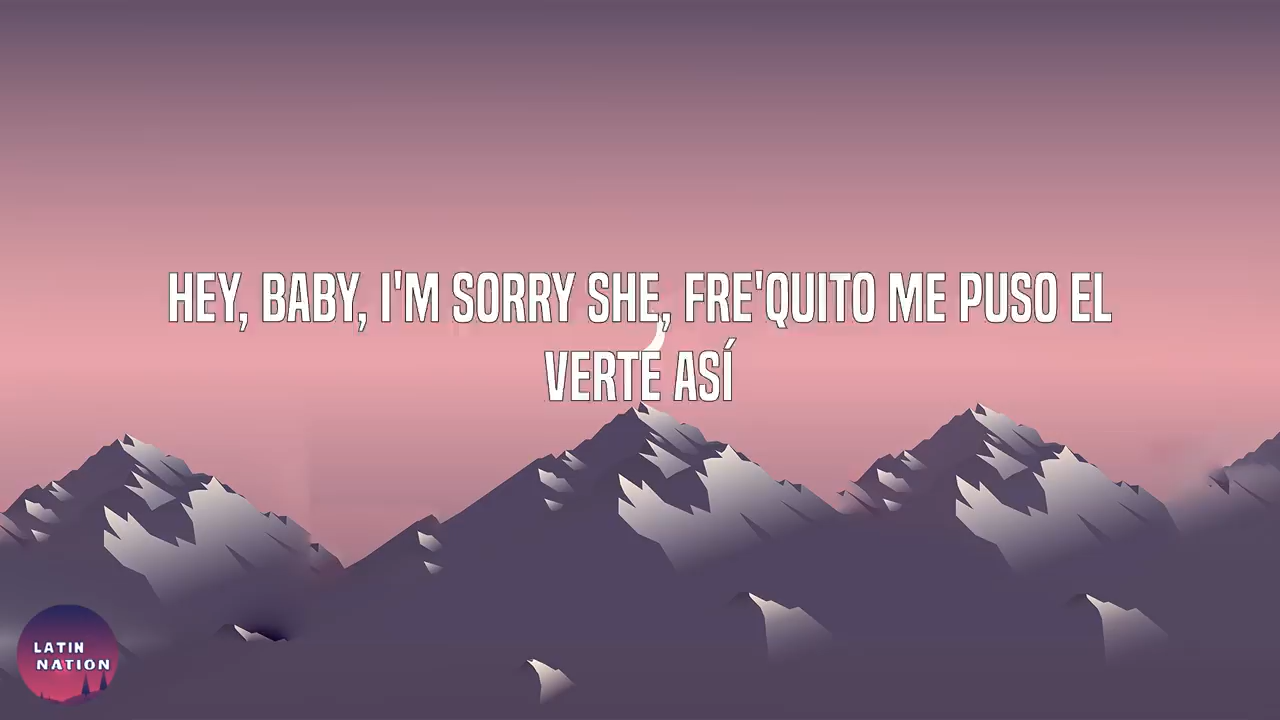 HEY, BABY, I'M SORRY SHE, FRE'QUITO ME PUSO EL
VERTE ASÍ
LATIN
NATION